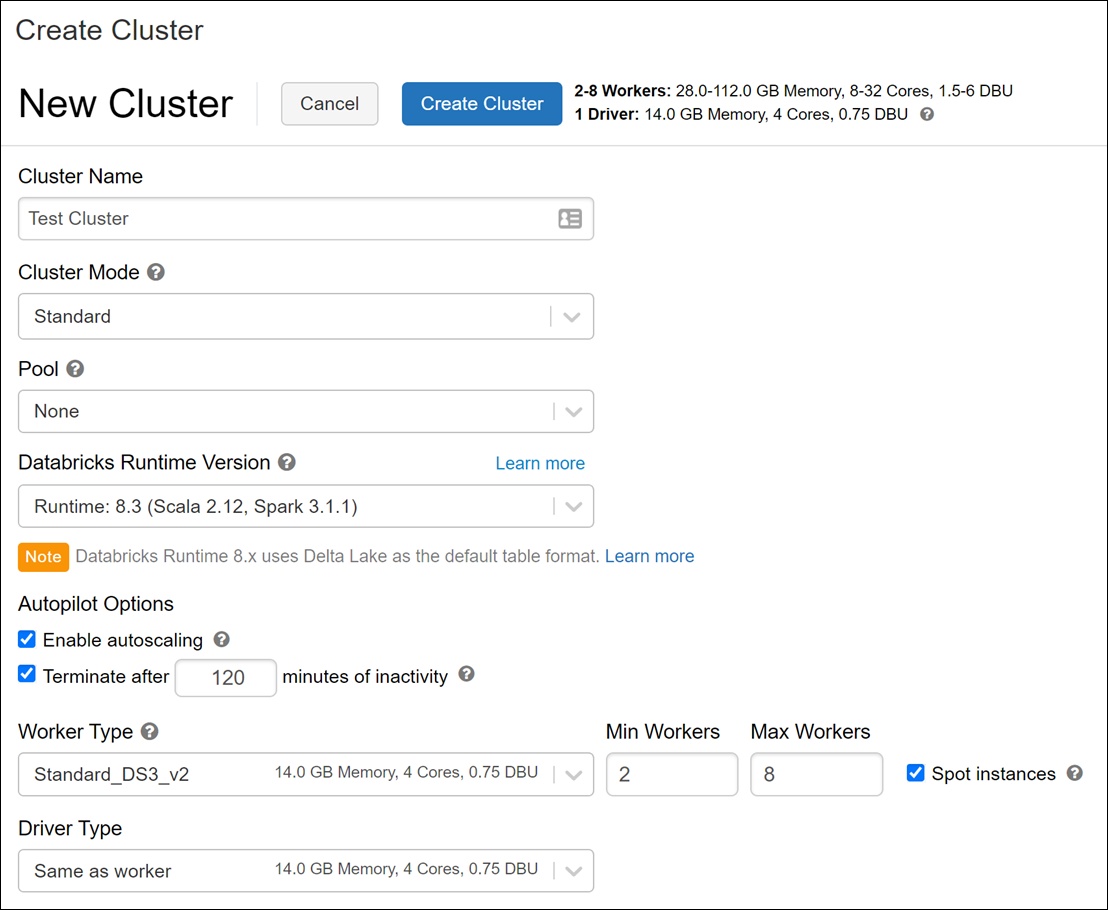 Create Cluster
New Cluster
Cancel
Create Cluster
2-8 Workers: 28.0-112.0 GB Memory, 8-32 Cores, 1.5-6 DBU
1 Driver: 14.0 GB Memory, 4 Cores, 0.75 DBU ?
Cluster Name
Test Cluster
Cluster Mode ?
Standard
Pool ?
None
Databricks Runtime Version ? Learn more
Runtime: 8.3 (Scala 2.12, Spark 3.1.1)
Note Databricks Runtime 8.x uses Delta Lake as the default table format. Learn more
Autopilot Options
Enable autoscaling ?
Terminate after 120 minutes of inactivity ?
Worker Type ? Min Workers Max Workers
Standard_DS3_v2 14.0 GB Memory, 4 Cores, 0.75 DBU 2 8 Spot instances ?
Driver Type
Same as worker 14.0 GB Memory, 4 Cores, 0.75 DBU